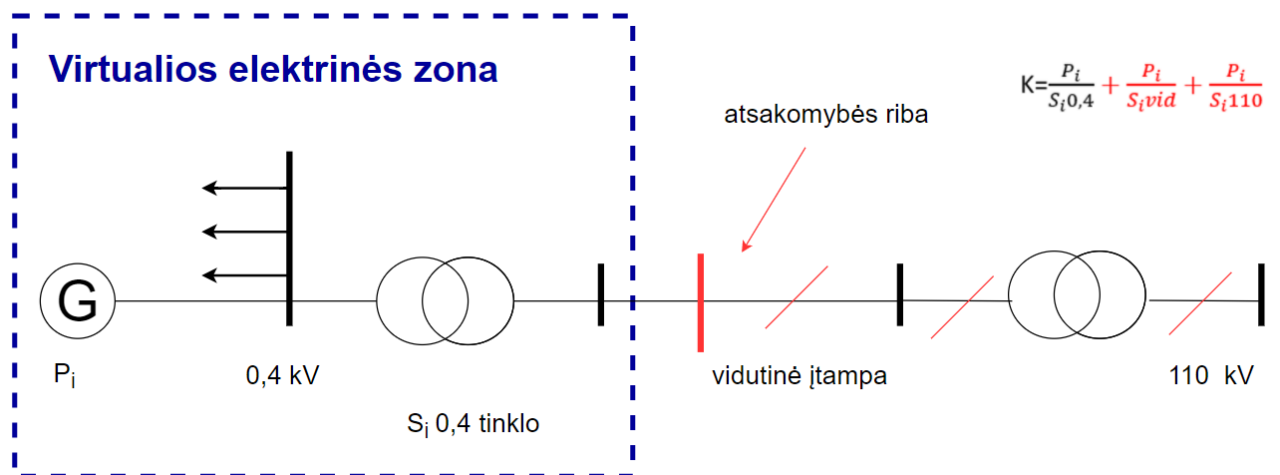 Virtualios elektrinės zona
K=Pᵢ/Sᵢ0,4 + Pᵢ/Sᵢvid + Pᵢ/Sᵢ110
atsakomybės riba
G
Pᵢ
0,4 kV
vidutinė įtampa
110 kV
Sᵢ 0,4 tinklo